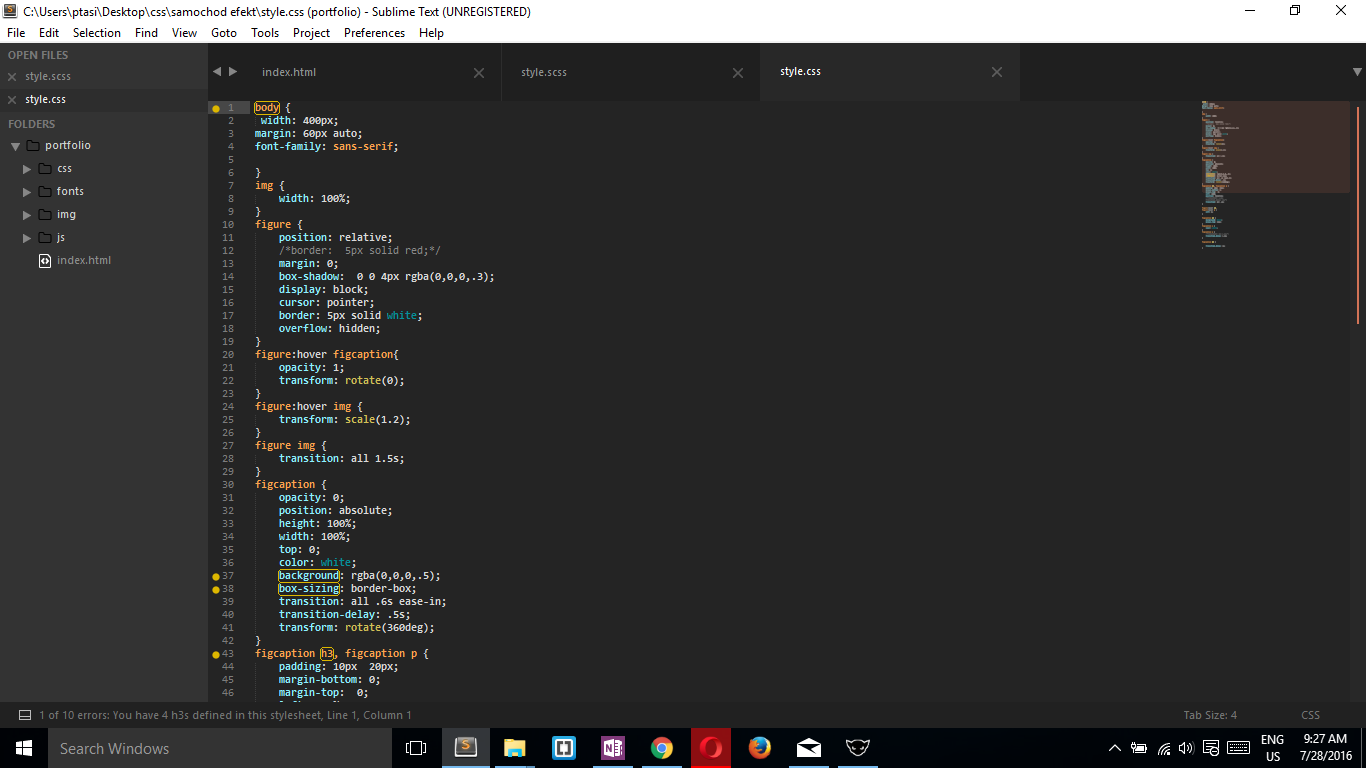 C:\Users\ptasi\Desktop\css\samochod efekt\style.css (portfolio) - Sublime Text (UNREGISTERED)
File Edit Selection Find View Goto Tools Project Preferences Help
OPEN FILES
style.scss
style.css
FOLDERS
portfolio
css
fonts
img
js
index.html
index.html style.scss style.css
1 body {
2 width: 400px;
3 margin: 60px auto;
4 font-family: sans-serif;
5
6 }
7 img {
8 width: 100%;
9 }
10 figure {
11 position: relative;
12 /*border:  5px solid red;*/
13 margin: 0;
14 box-shadow:  0 0 4px rgba(0,0,0,.3);
15 display: block;
16 cursor: pointer;
17 border: 5px solid white;
18 overflow: hidden;
19 }
20 figure:hover figcaption{
21 opacity: 1;
22 transform: rotate(0);
23 }
24 figure:hover img {
25 transform: scale(1.2);
26 }
27 figure img {
28 transition: all 1.5s;
29 }
30 figcaption {
31 opacity: 0;
32 position: absolute;
33 height: 100%;
34 width: 100%;
35 top: 0;
36 color: white;
37 background: rgba(0,0,0,.5);
38 box-sizing: border-box;
39 transition: all .6s ease-in;
40 transition-delay: .5s;
41 transform: rotate(360deg);
42 }
43 figcaption h3, figcaption p {
44 padding: 10px  20px;
45 margin-bottom: 0;
46 margin-top:  0;
1 of 10 errors: You have 4 h3s defined in this stylesheet, Line 1, Column 1 Tab Size: 4 CSS
Search Windows
ENG
US
9:27 AM
7/28/2016